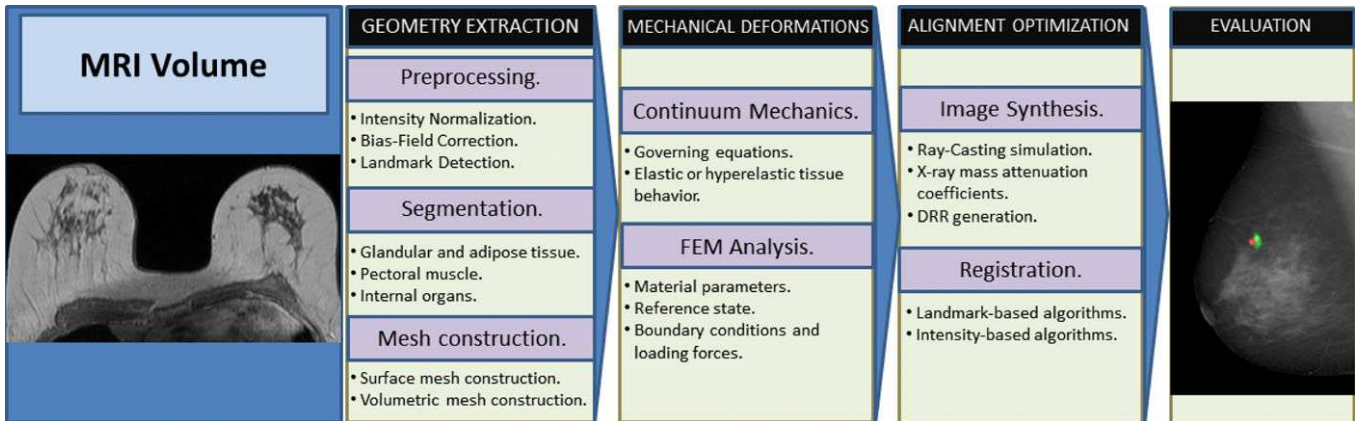 MRI Volume
GEOMETRY EXTRACTION
Preprocessing.
• Intensity Normalization.
• Bias-Field Correction.
• Landmark Detection.
Segmentation.
• Glandular and adipose tissue.
• Pectoral muscle.
• Internal organs.
Mesh construction.
• Surface mesh construction.
• Volumetric mesh construction.
MECHANICAL DEFORMATIONS
Continuum Mechanics.
• Governing equations.
• Elastic or hyperelastic tissue
behavior.
FEM Analysis.
• Material parameters.
• Reference state.
• Boundary conditions and
loading forces.
ALIGNMENT OPTIMIZATION
Image Synthesis.
• Ray-Casting simulation.
• X-ray mass attenuation
coefficients.
• DRR generation.
Registration.
• Landmark-based algorithms.
• Intensity-based algorithms.
EVALUATION